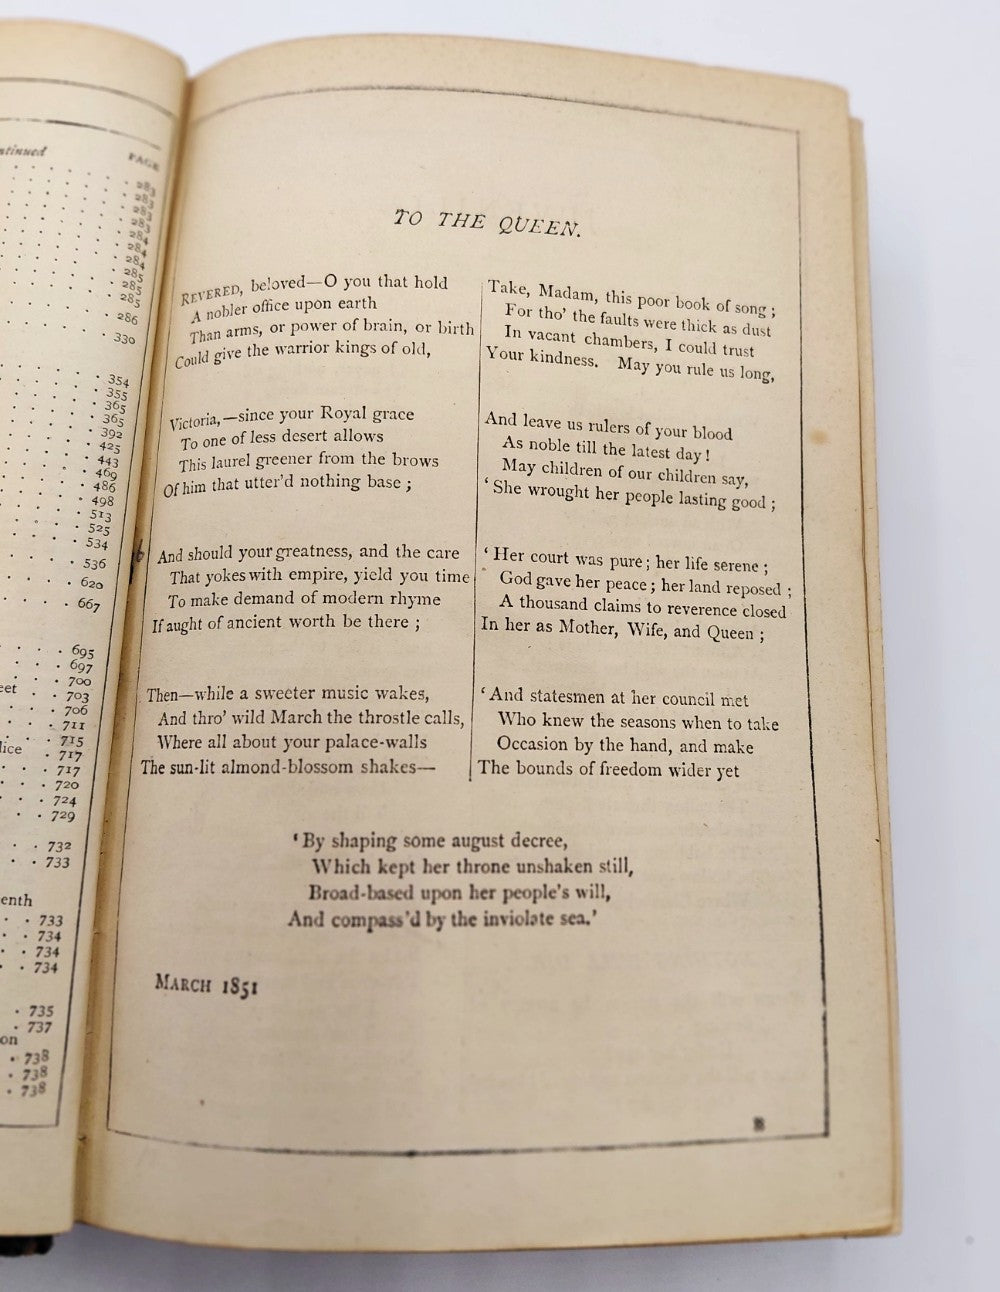 ntinued
PAGE
283
283
283
283
284
284
284
285
285
285
286
330
354
355
365
365
392
425
443
469
486
498
513
525
534
536
620
667
695
697
700
eet 703
706
711
715
lice 717
717
720
724
729
732
733
enth
733
734
734
734
735
737
on
738
738
738
TO THE QUEEN.
REVERED, beloved—O you that hold
A nobler office upon earth
Than arms, or power of brain, or birth
Could give the warrior kings of old,
Victoria,—since your Royal grace
To one of less desert allows
This laurel greener from the brows
Of him that utter'd nothing base ;
And should your greatness, and the care
That yokes with empire, yield you time
To make demand of modern rhyme
If aught of ancient worth be there ;
Then—while a sweeter music wakes,
And thro' wild March the throstle calls,
Where all about your palace-walls
The sun-lit almond-blossom shakes—
Take, Madam, this poor book of song ;
For tho' the faults were thick as dust
In vacant chambers, I could trust
Your kindness. May you rule us long,
And leave us rulers of your blood
As noble till the latest day !
May children of our children say,
‘ She wrought her people lasting good ;
‘ Her court was pure ; her life serene ;
God gave her peace ; her land reposed ;
A thousand claims to reverence closed
In her as Mother, Wife, and Queen ;
‘ And statesmen at her council met
Who knew the seasons when to take
Occasion by the hand, and make
The bounds of freedom wider yet
‘ By shaping some august decree,
Which kept her throne unshaken still,
Broad-based upon her people's will,
And compass'd by the inviolate sea.’
MARCH 1851
B